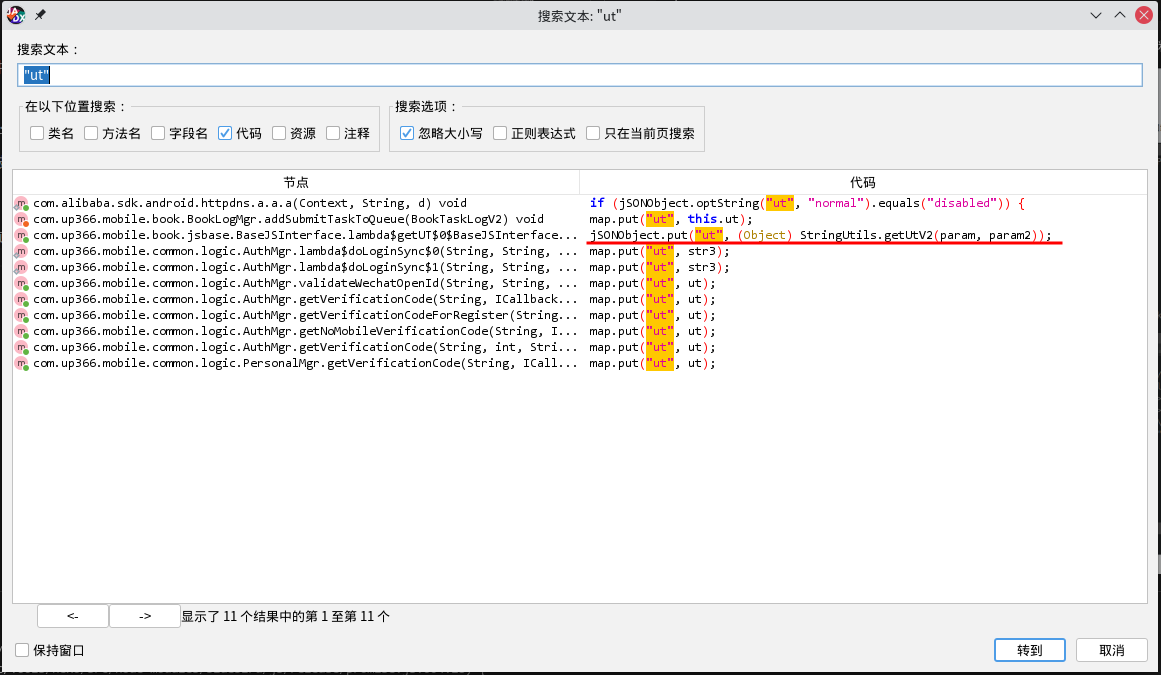 搜索文本: "ut"
搜索文本：
"ut"
在以下位置搜索：
类名 方法名 字段名 代码 资源 注释
搜索选项：
忽略大小写 正则表达式 只在当前页搜索
节点 代码
com.alibaba.sdk.android.httpdns.a.a.a(Context, String, d) void if (jSONObject.optString("ut", "normal").equals("disabled")) {
com.up366.mobile.book.BookLogMgr.addSubmitTaskToQueue(BookTaskLogV2) void map.put("ut", this.ut);
com.up366.mobile.book.jsbase.BaseJSInterface.lambda$getUT$0$BaseJSInterface... jSONObject.put("ut", (Object) StringUtils.getUtV2(param, param2));
com.up366.mobile.common.logic.AuthMgr.lambda$doLoginSync$0(String, String, ... map.put("ut", str3);
com.up366.mobile.common.logic.AuthMgr.lambda$doLoginSync$1(String, String, ... map.put("ut", str3);
com.up366.mobile.common.logic.AuthMgr.validateWechatOpenId(String, String, ... map.put("ut", ut);
com.up366.mobile.common.logic.AuthMgr.getVerificationCode(String, ICallback... map.put("ut", ut);
com.up366.mobile.common.logic.AuthMgr.getVerificationCodeForRegister(String... map.put("ut", ut);
com.up366.mobile.common.logic.AuthMgr.getNoMobileVerificationCode(String, I... map.put("ut", ut);
com.up366.mobile.common.logic.AuthMgr.getVerificationCode(String, int, Stri... map.put("ut", ut);
com.up366.mobile.common.logic.PersonalMgr.getVerificationCode(String, ICall... map.put("ut", ut);
<- -> 显示了 11 个结果中的第 1 至第 11 个
保持窗口 转到 取消